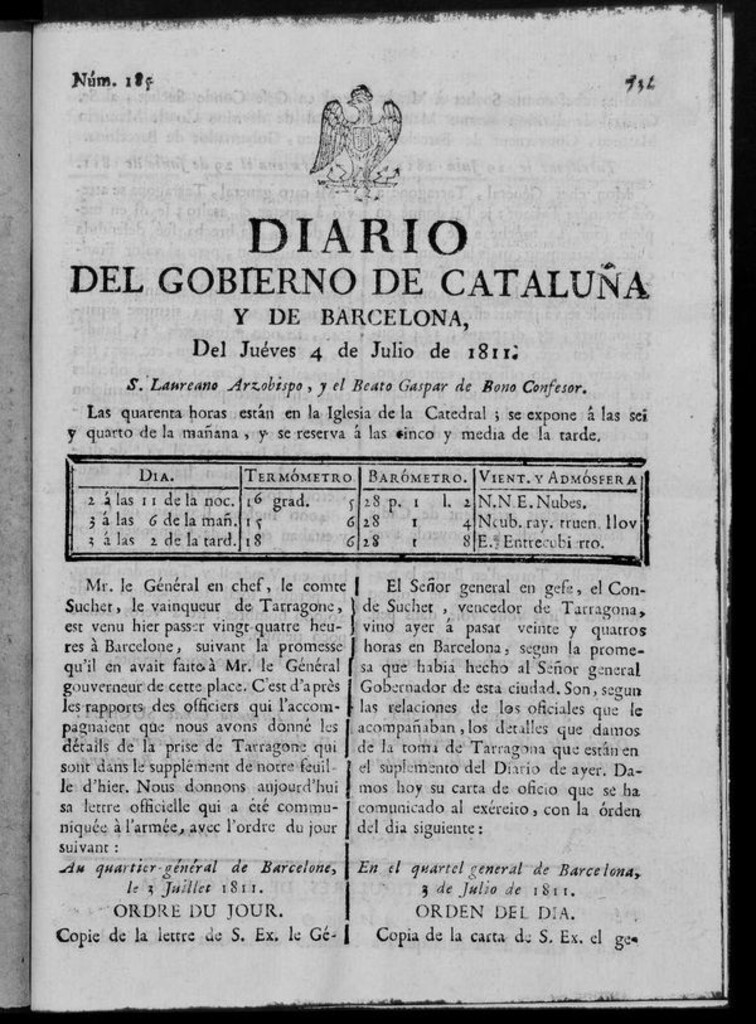 Núm. 185
DIARIO
DEL GOBIERNO DE CATALUÑA
Y DE BARCELONA,
Del Juéves 4 de Julio de 1811.
S. Laureano Arzobispo, y el Beato Gaspar de Bono Confesor.
Las quarenta horas están en la Iglesia de la Catedral ; se expone á las sei
y quarto de la mañana, y se reserva á las cinco y media de la tarde.
DIA. TERMÓMETRO BARÓMETRO. VIENT. Y ADMÓSFERA
2 á las 11 de la noc. 16 grad. 5 28 p. 1 l. 2 N.N.E. Nubes.
3 á las 6 de la mañ. 15 6 28 1 4 Nub. ray. truen. llov
3 á las 2 de la tard. 18 6 28 1 8 E.
Mr. le Général en chef, le comte
Suchet, le vainqueur de Tarragone,
est venu hier passer vingt quatre heu-
res à Barcelone, suivant la promesse
qu'il en avait faite à Mr. le Général
gouverneur de cette place. C'est d'après
les rapports des officiers qui l'accom-
pagnaient que nous avons donné les
détails de la prise de Tarragone qui
sont dans le supplément de notre feuil-
le d'hier. Nous donnons aujourd'hui
sa lettre officielle qui a été commu-
niquée à l'armée, avec l'ordre du jour
suivant :
Au quartier-général de Barcelone,
le 3 Juillet 1811.
ORDRE DU JOUR.
Copie de la lettre de S. Ex. le Gé-
El Señor general en gefe, el Con-
de Suchet, vencedor de Tarragona,
vino ayer á pasar veinte y quatros
horas en Barcelona, segun la prome-
sa que habia hecho al Señor general
Gobernador de esta ciudad. Son, segun
las relaciones de los oficiales que le
acompañaban, los detalles que damos
de la toma de Tarragona que están en
el suplemento del Diario de ayer. Da-
mos hoy su carta de oficio que se ha
comunicado al exéreito, con la órden
del dia siguiente :
En el quartel general de Barcelona,
3 de Julio de 1811.
ORDEN DEL DIA.
Copia de la carta de S. Ex. el ge-